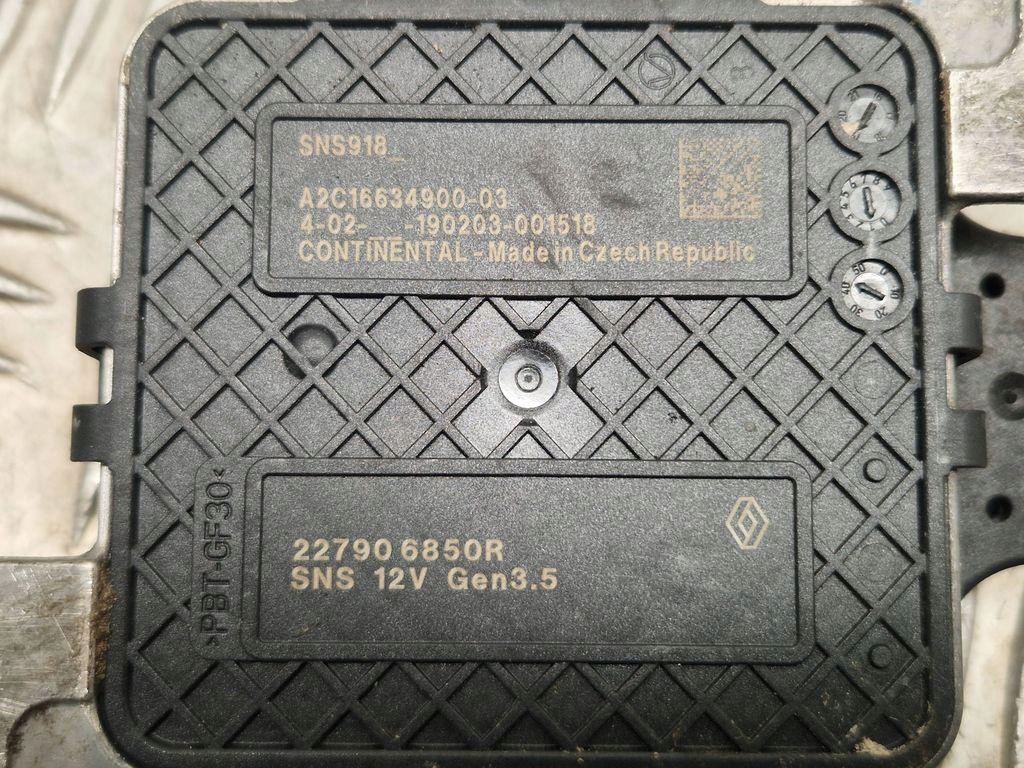 SNS918_
A2C16634900-03
4-02-__-190203-001518
CONTINENTAL - Made in Czech Republic
>PBT-GF30<
22790 6850R
SNS 12V Gen3.5